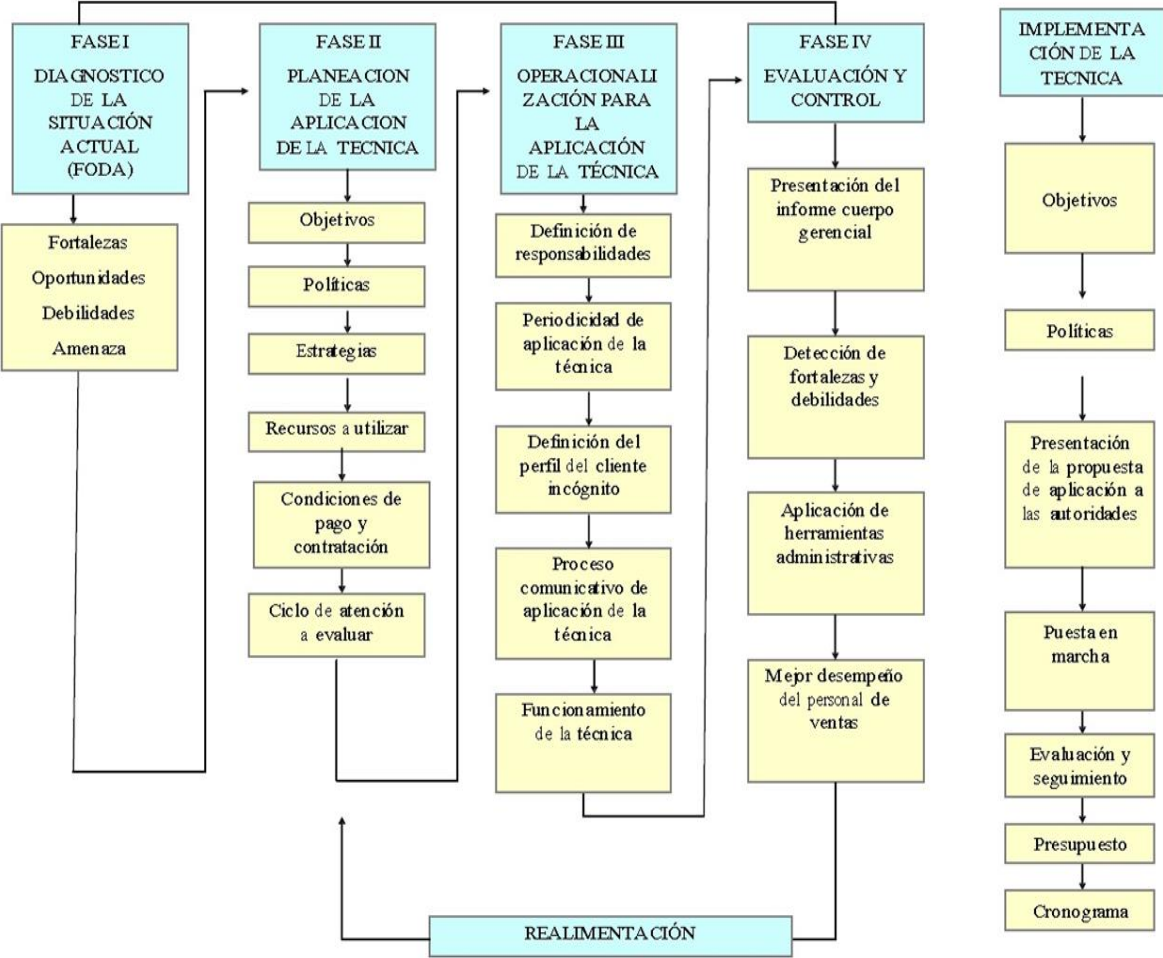 FASE I
DIAGNOSTICO
DE LA
SITUACIÓN
ACTUAL
(FODA)
Fortalezas
Oportunidades
Debilidades
Amenaza
FASE II
PLANEACION
DE LA
APLICACION
DE LA TECNICA
Objetivos
Políticas
Estrategias
Recursos a utilizar
Condiciones de
pago y
contratación
Ciclo de atención
a evaluar
FASE III
OPERACIONALI
ZACIÓN PARA
LA
APLICACIÓN
DE LA TÉCNICA
Definición de
responsabilidades
Periodicidad de
aplicación de la
técnica
Definición del
perfil del cliente
incógnito
Proceso
comunicativo de
aplicación de la
técnica
Funcionamiento
de la técnica
FASE IV
EVALUACIÓN Y
CONTROL
Presentación del
informe cuerpo
gerencial
Detección de
fortalezas y
debilidades
Aplicación de
herramientas
administrativas
Mejor desempeño
del personal de
ventas
REALIMENTACIÓN
IMPLEMENTA
CIÓN DE LA
TECNICA
Objetivos
Políticas
Presentación
de la propuesta
de aplicación a
las autoridades
Puesta en
marcha
Evaluación y
seguimiento
Presupuesto
Cronograma